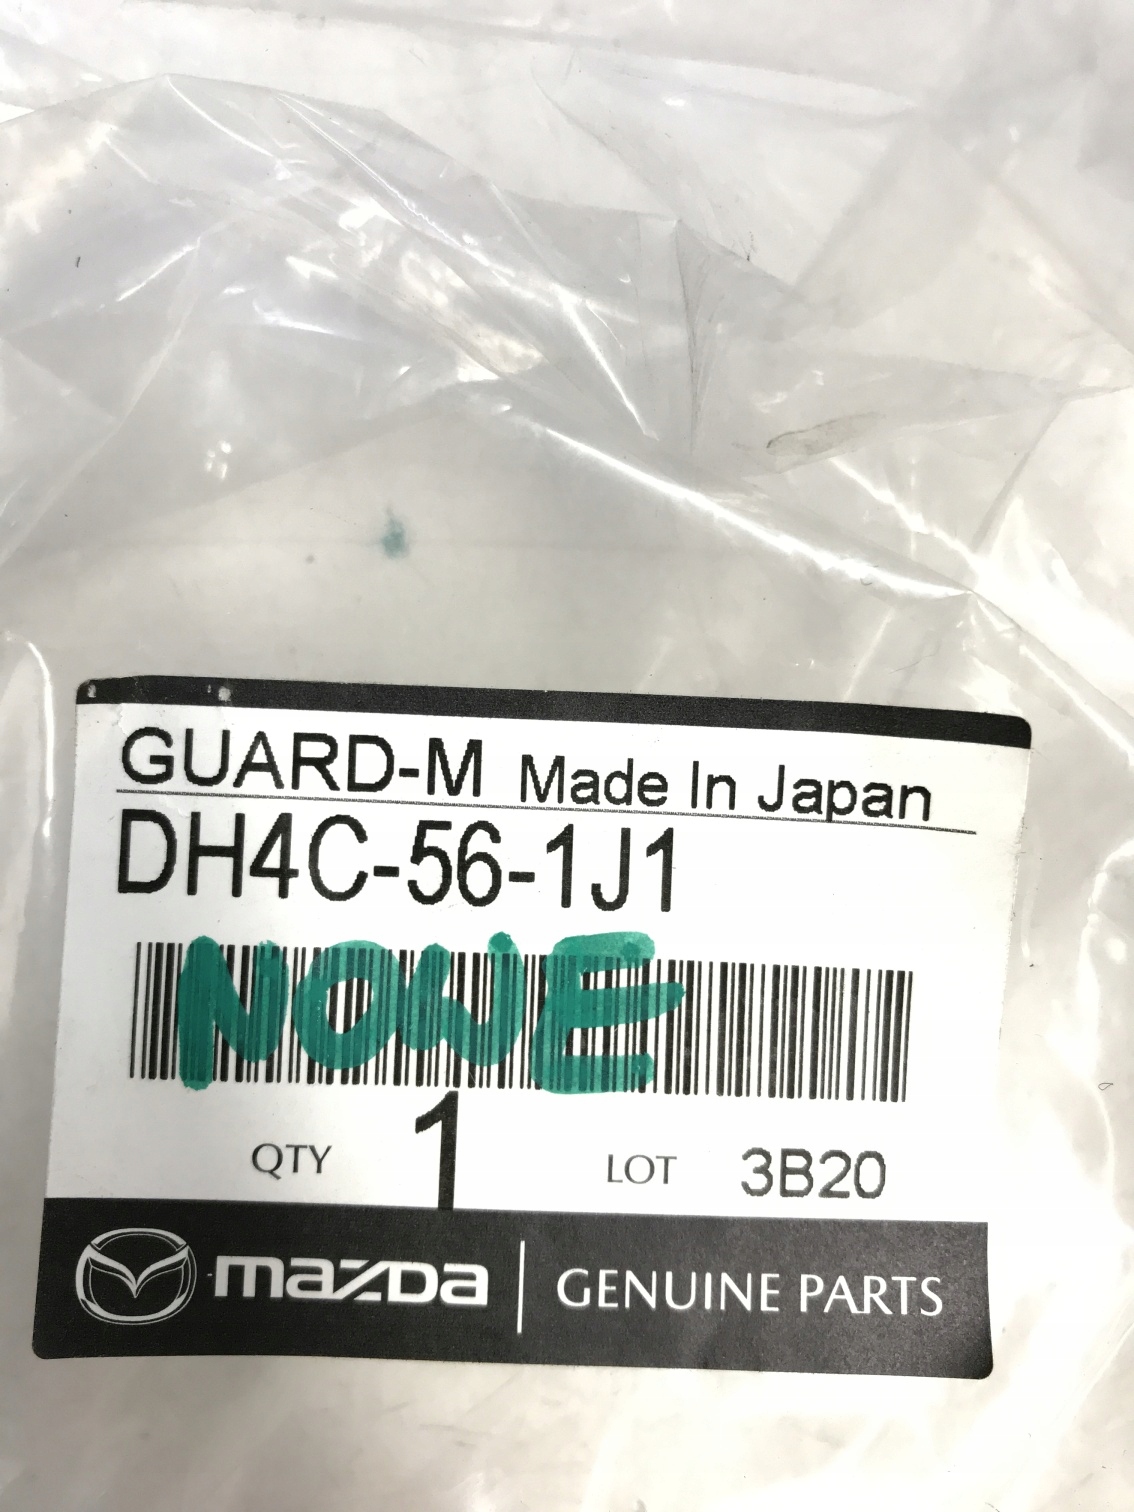 GUARD-M Made In Japan
DH4C-56-1J1
NOWE
QTY 1 LOT 3B20
mazda GENUINE PARTS